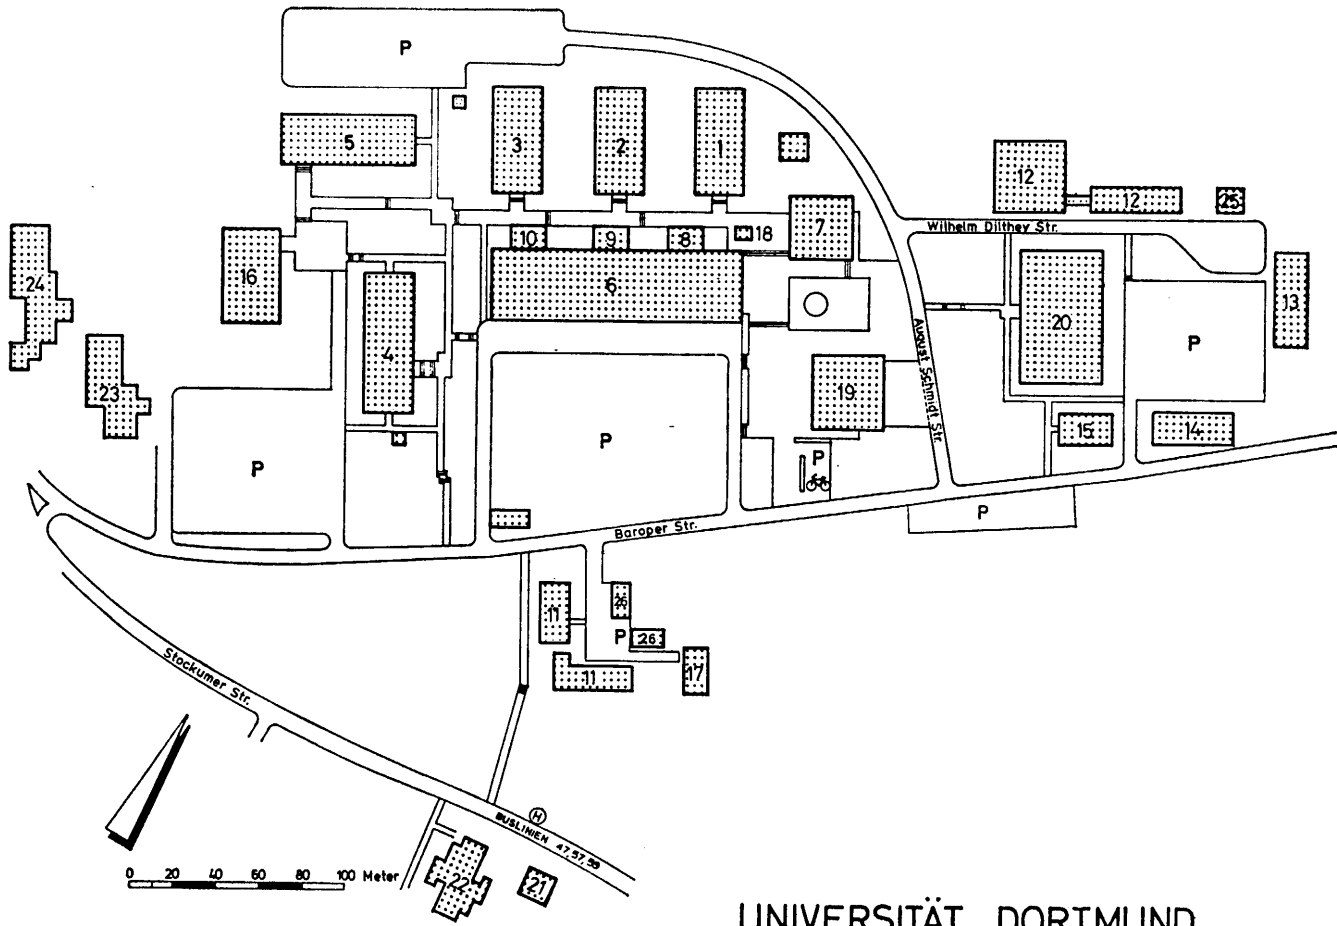 P
5
3
2
1
12
12
25
10
9
8
18
7
Wilhelm Dilthey Str.
24
16
6
13
4
20
P
August Schmidt Str.
23
19
P
P
P
15
14
P
Baroper Str.
11
26
P
26
11
17
Stockumer Str.
H
BUSLINIEN 47, 57, 59
0 20 40 60 80 100 Meter
22
21
UNIVERSITÄT DORTMUND